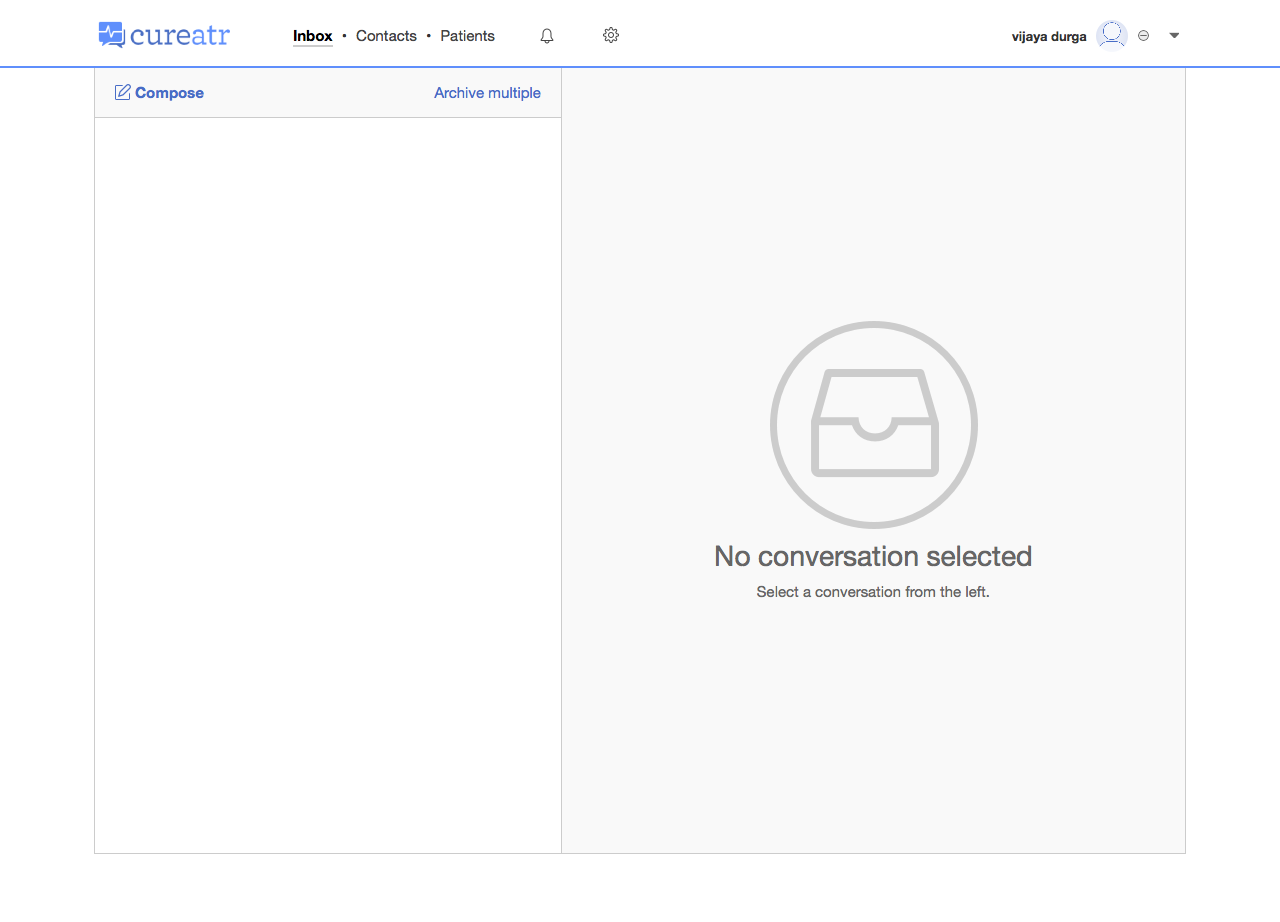 cureatr
Inbox • Contacts • Patients
vijaya durga
Compose
Archive multiple
No conversation selected
Select a conversation from the left.